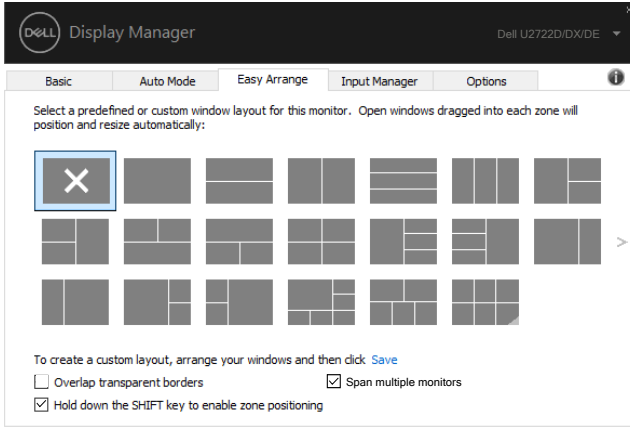 DELL Display Manager
Dell U2722D/DX/DE
Basic Auto Mode Easy Arrange Input Manager Options
Select a predefined or custom window layout for this monitor. Open windows dragged into each zone will
position and resize automatically:
To create a custom layout, arrange your windows and then click Save
Overlap transparent borders
Span multiple monitors
Hold down the SHIFT key to enable zone positioning